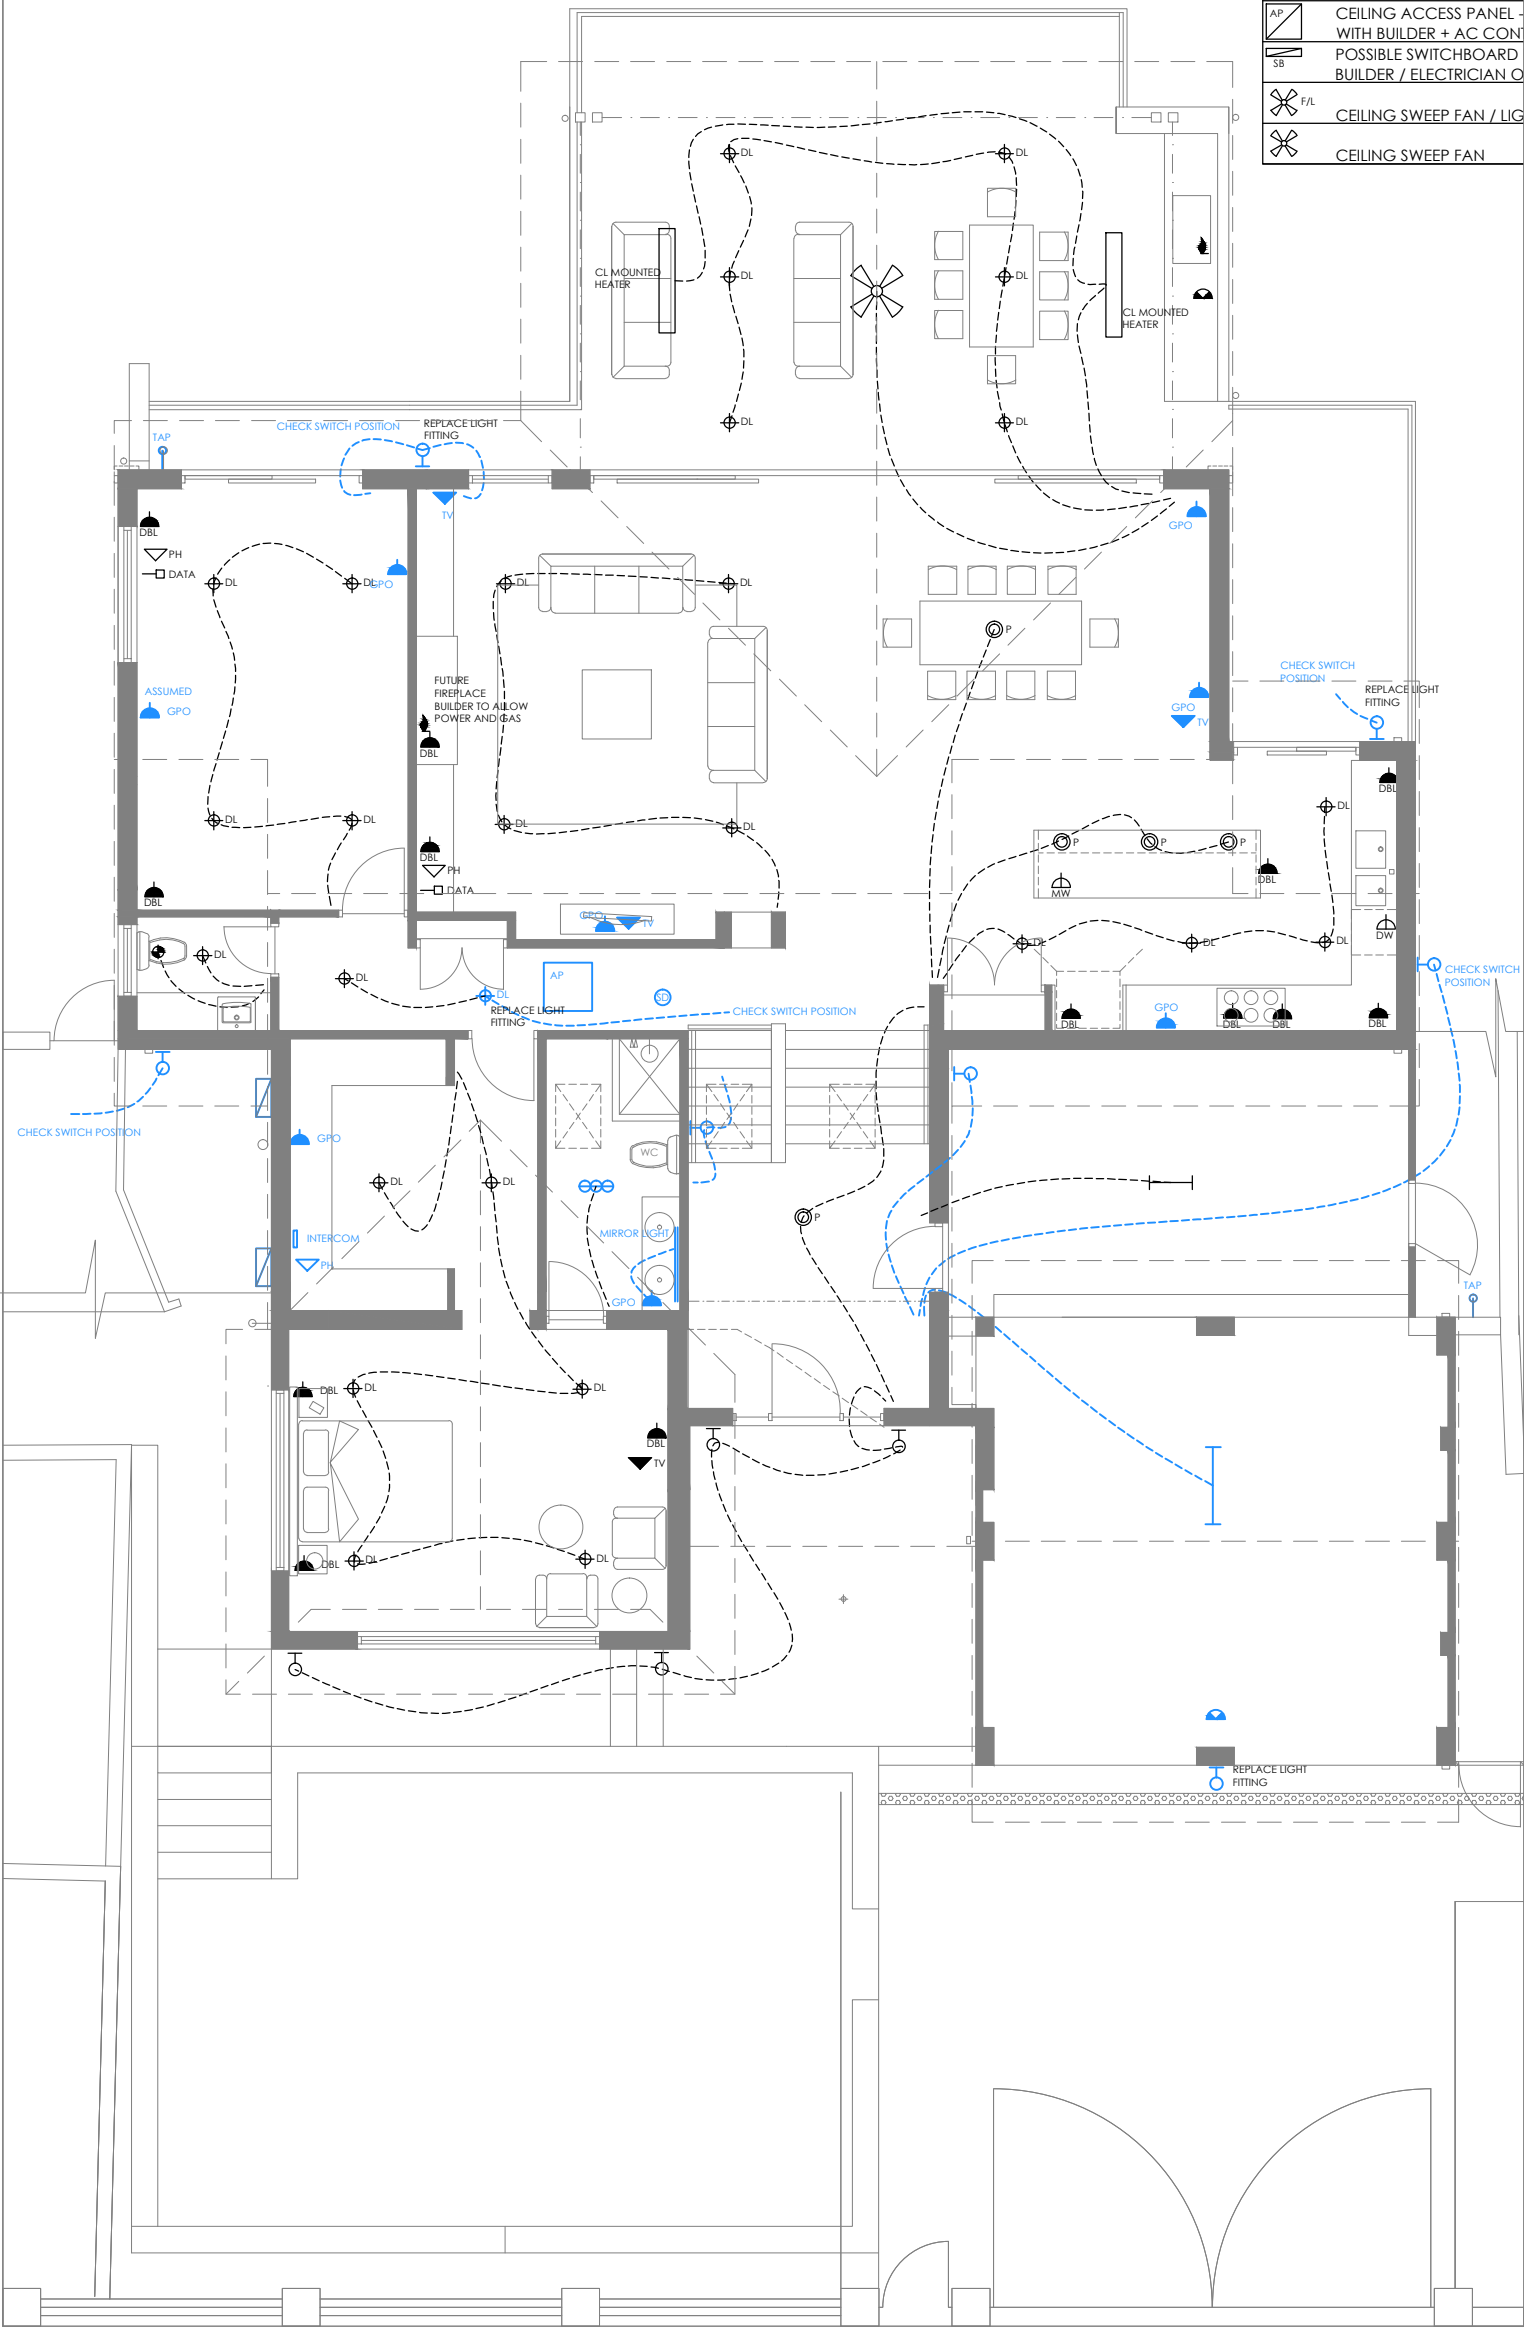 AP
CEILING ACCESS PANEL -
WITH BUILDER + AC CONT
SB
POSSIBLE SWITCHBOARD
BUILDER / ELECTRICIAN O
F/L
CEILING SWEEP FAN / LIG
CEILING SWEEP FAN
DL
DL
CL MOUNTED
HEATER
DL
DL
CL MOUNTED
HEATER
DL
DL
CHECK SWITCH POSITION
REPLACE LIGHT
FITTING
TAP
TV
GPO
DBL
PH
DATA
DL
DL
GPO
DL
DL
P
ASSUMED
GPO
FUTURE
FIREPLACE
BUILDER TO ALLOW
POWER AND GAS
DBL
GPO
TV
CHECK SWITCH
POSITION
REPLACE LIGHT
FITTING
DBL
DL
DL
DL
DL
DL
P
P
P
DBL
PH
DATA
DBL
MW
DBL
GPO
TV
DW
DL
DL
DL
DL
DL
DL
REPLACE LIGHT
FITTING
AP
SD
CHECK SWITCH POSITION
DBL
GPO
DBL
DBL
DBL
CHECK SWITCH
POSITION
CHECK SWITCH POSITION
GPO
WC
DL
DL
P
INTERCOM
PH
MIRROR LIGHT
GPO
TAP
DBL
DL
DL
DBL
TV
DBL
DL
DL
REPLACE LIGHT
FITTING